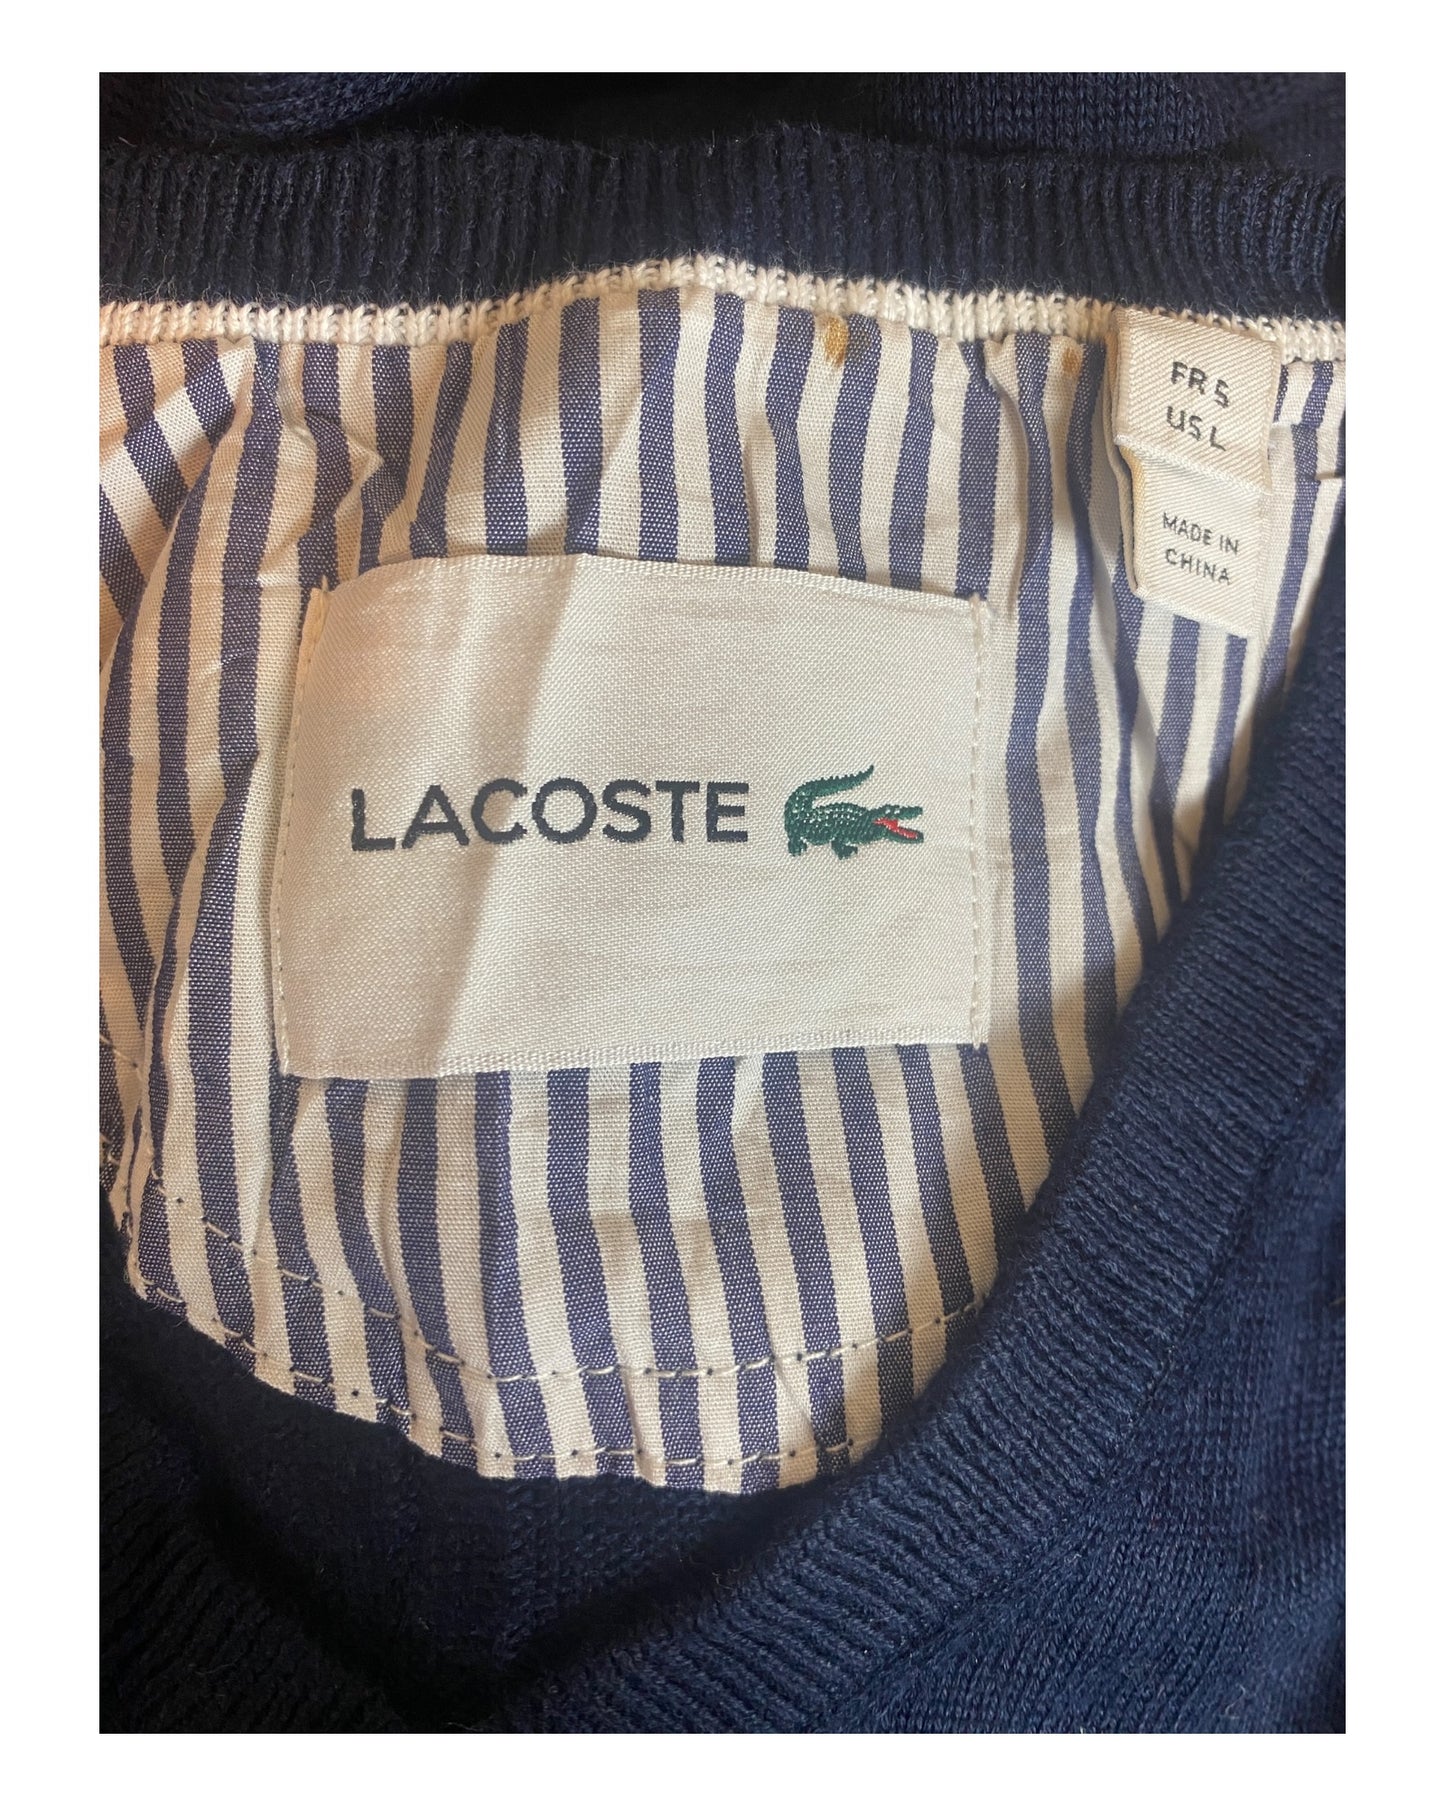 FR 5
US L
MADE IN
CHINA
LACOSTE